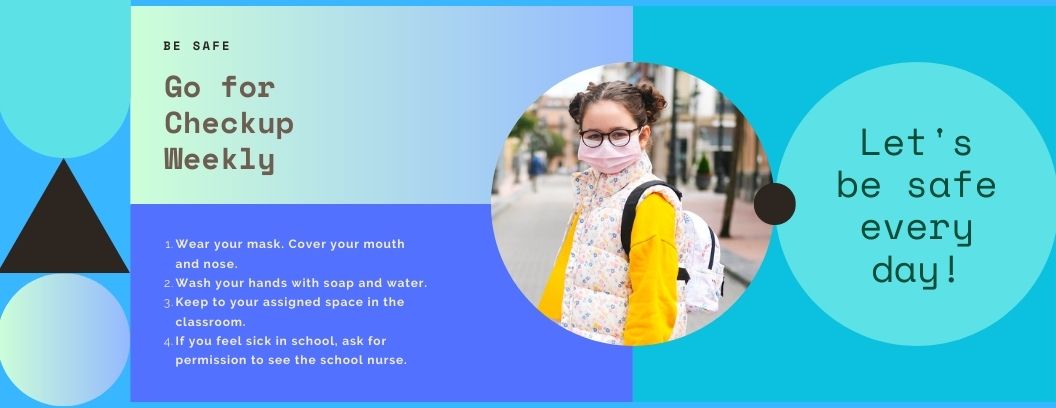 BE SAFE
Go for
Checkup
Weekly
1. Wear your mask. Cover your mouth
and nose.
2. Wash your hands with soap and water.
3. Keep to your assigned space in the
classroom.
4. If you feel sick in school, ask for
permission to see the school nurse.
Let's
be safe
every
day!